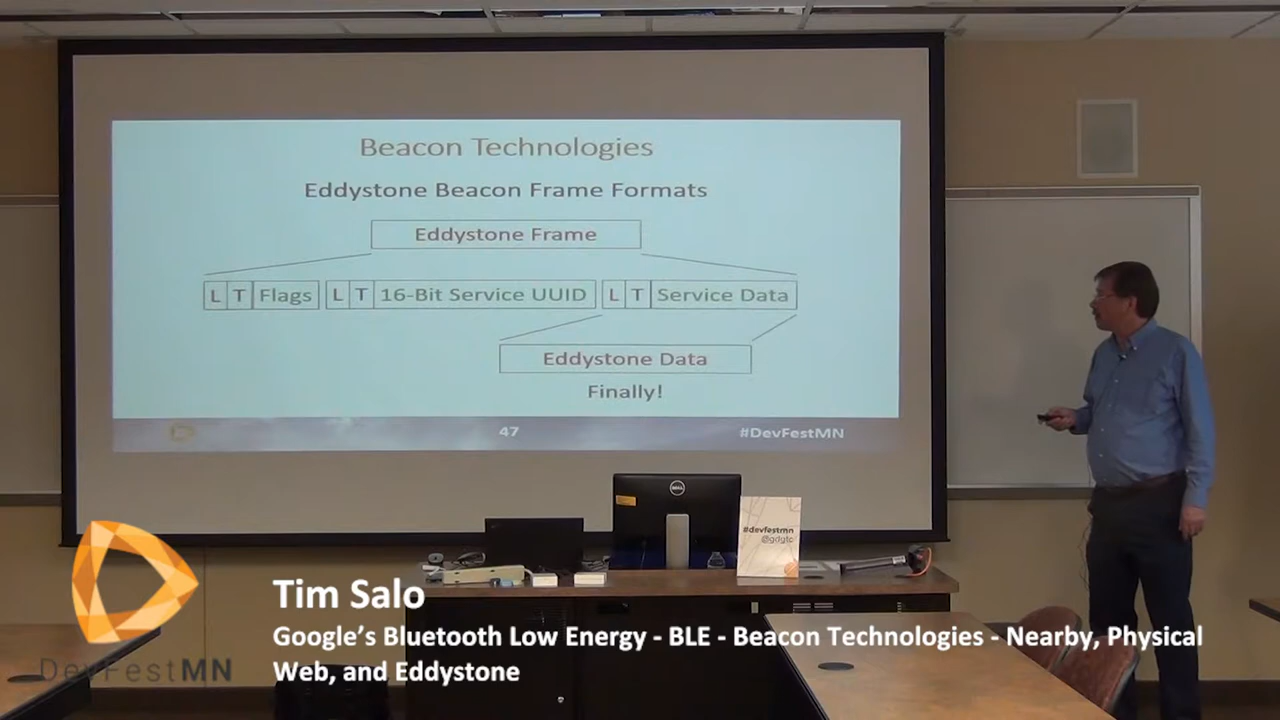 Beacon Technologies
Eddystone Beacon Frame Formats
Eddystone Frame
L T Flags L T 16-Bit Service UUID L T Service Data
Eddystone Data
Finally!
47 #DevFestMN
DELL
#devfestmn
@gdgtc
Tim Salo
Google's Bluetooth Low Energy - BLE - Beacon Technologies - Nearby, Physical
Web, and Eddystone
DevFestMN